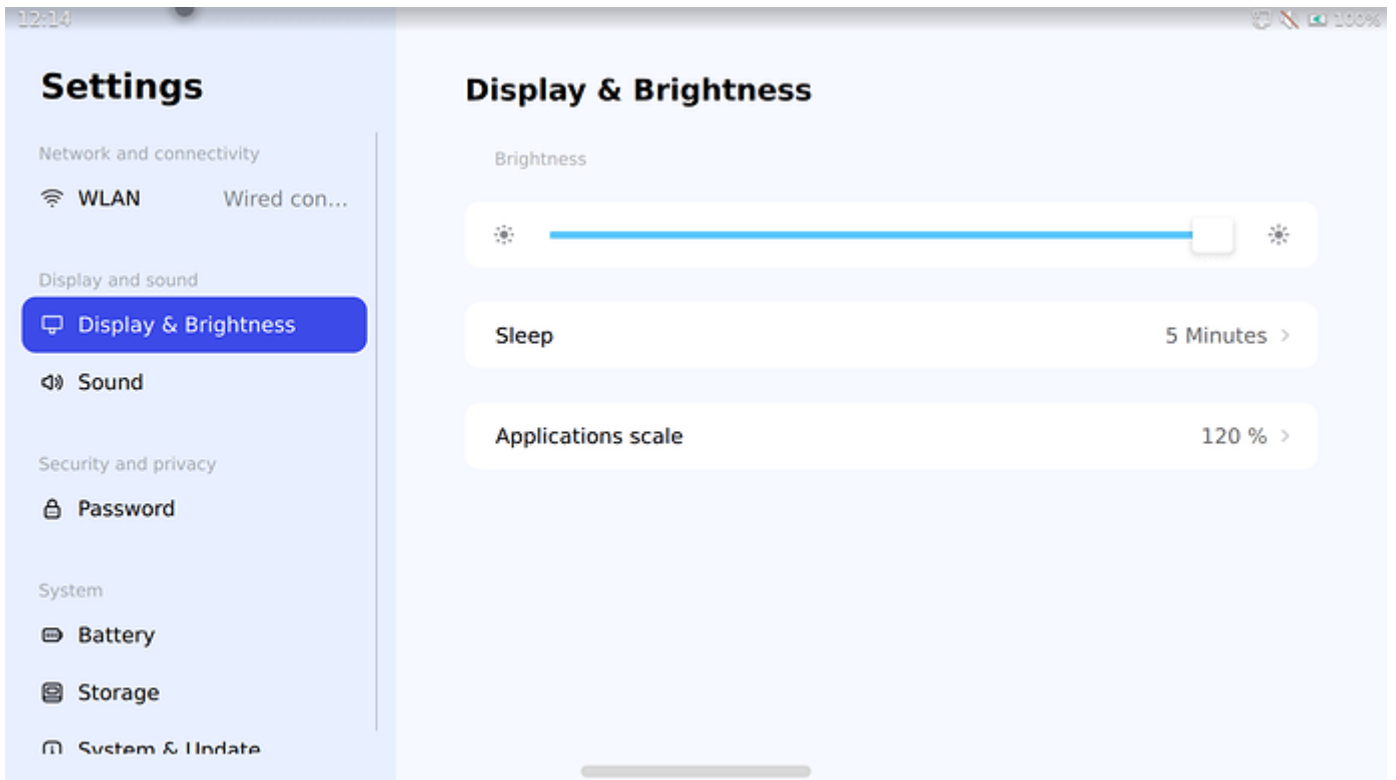 12:14
100%
Settings
Network and connectivity
WLAN Wired con...
Display and sound
Display & Brightness
Sound
Security and privacy
Password
System
Battery
Storage
System & Update
Display & Brightness
Brightness
Sleep 5 Minutes
Applications scale 120 %